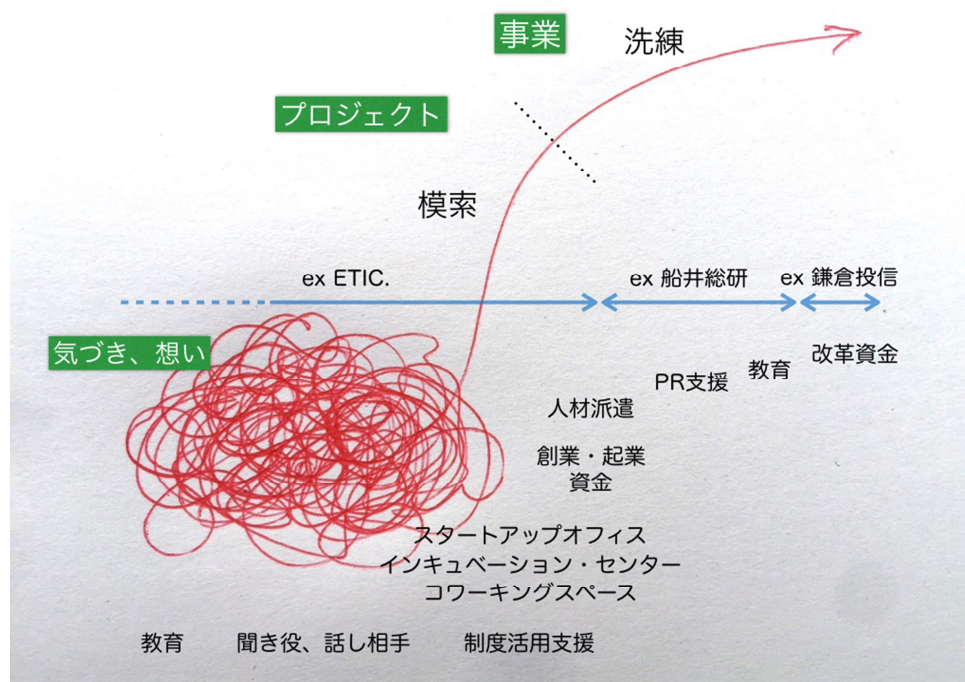 事業
洗練
プロジェクト
模索
ex ETIC.
ex 船井総研
ex 鎌倉投信
気づき、想い
改革資金
教育
PR支援
人材派遣
創業・起業
資金
スタートアップオフィス
インキュベーション・センター
コワーキングスペース
教育
聞き役、話し相手
制度活用支援